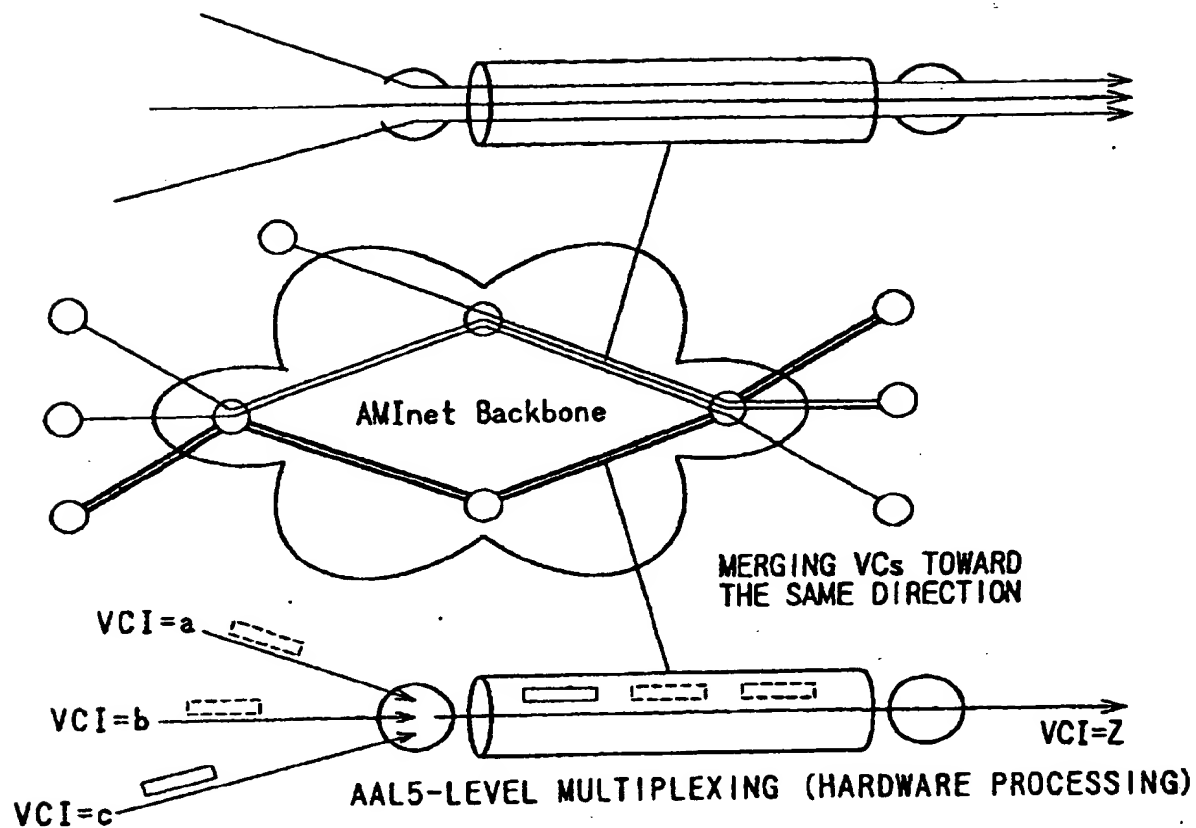 AMInet Backbone
MERGING VCs TOWARD
THE SAME DIRECTION
VCI=a
VCI=b
VCI=c
VCI=Z
AAL5-LEVEL MULTIPLEXING (HARDWARE PROCESSING)